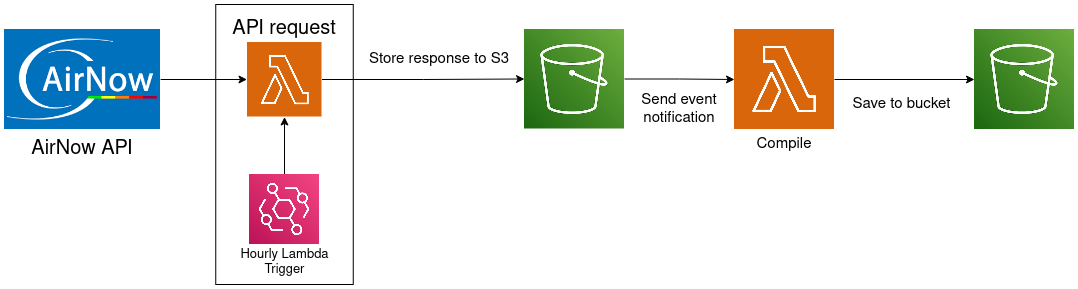 API request
AirNow
AirNow API
Store response to S3
Send event
notification
Compile
Save to bucket
Hourly Lambda
Trigger